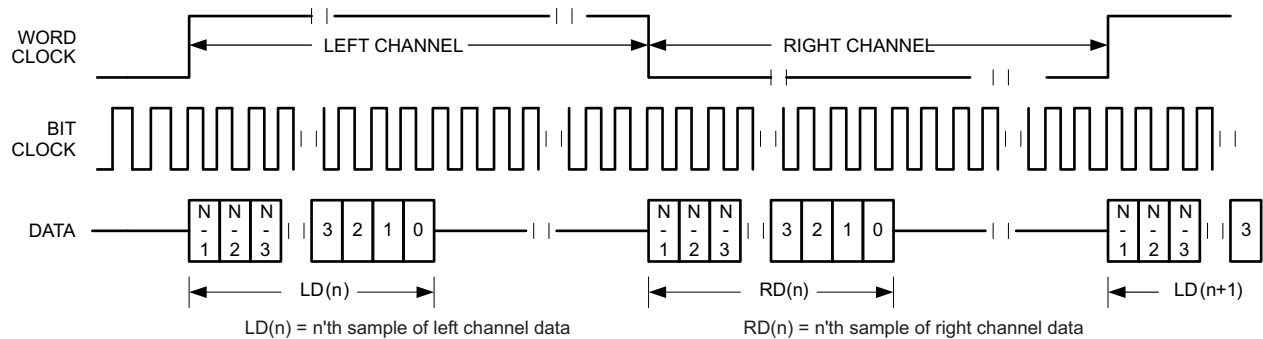 WORD
CLOCK
LEFT CHANNEL
RIGHT CHANNEL
BIT
CLOCK
DATA
N
-
1
N
-
2
N
-
3
3 2 1 0
N
-
1
N
-
2
N
-
3
3 2 1 0
N
-
1
N
-
2
N
-
3
3
LD(n)
RD(n)
LD(n+1)
LD(n) = n'th sample of left channel data
RD(n) = n'th sample of right channel data